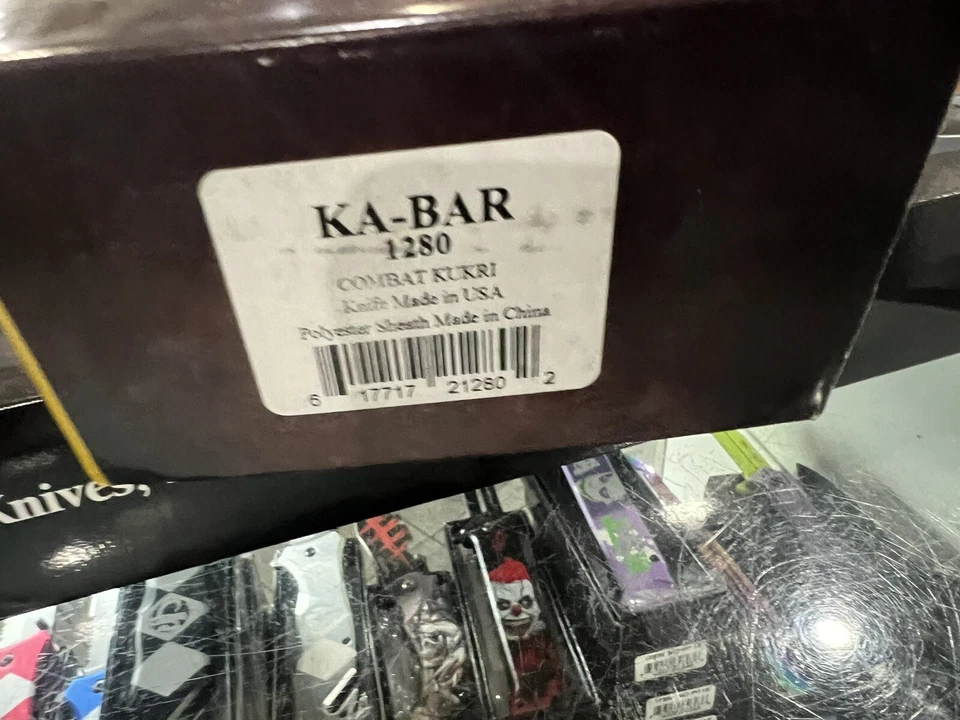 KA-BAR
1280
COMBAT KUKRI
Knife Made in USA
Polyester Sheath Made in China
6 17717 21280 2
Knives,